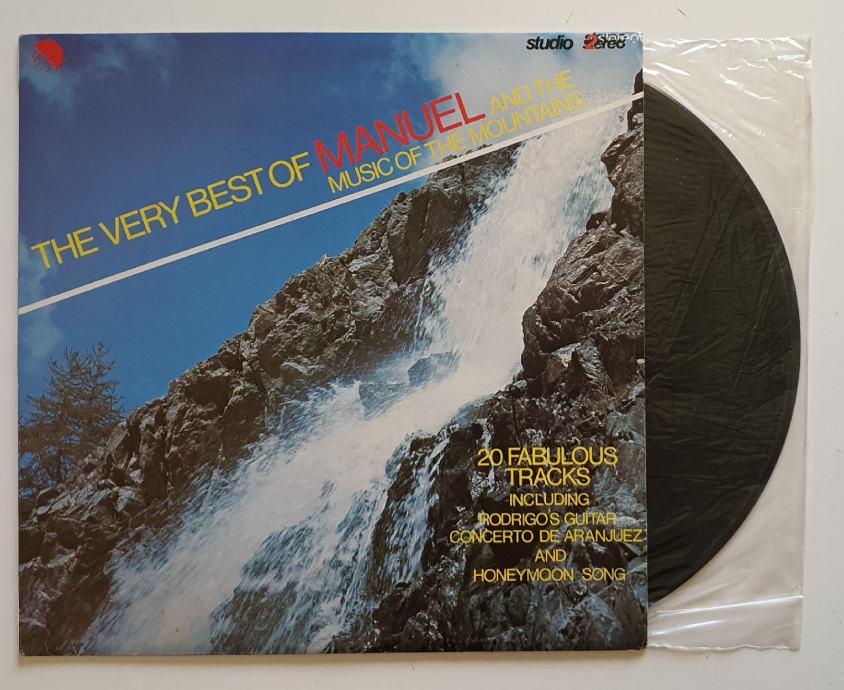 studio 2 stereo
THE VERY BEST OF MANUEL AND THE
MUSIC OF THE MOUNTAINS
20 FABULOUS
TRACKS
INCLUDING
RODRIGO'S GUITAR
CONCERTO DE ARANJUEZ
AND
HONEYMOON SONG